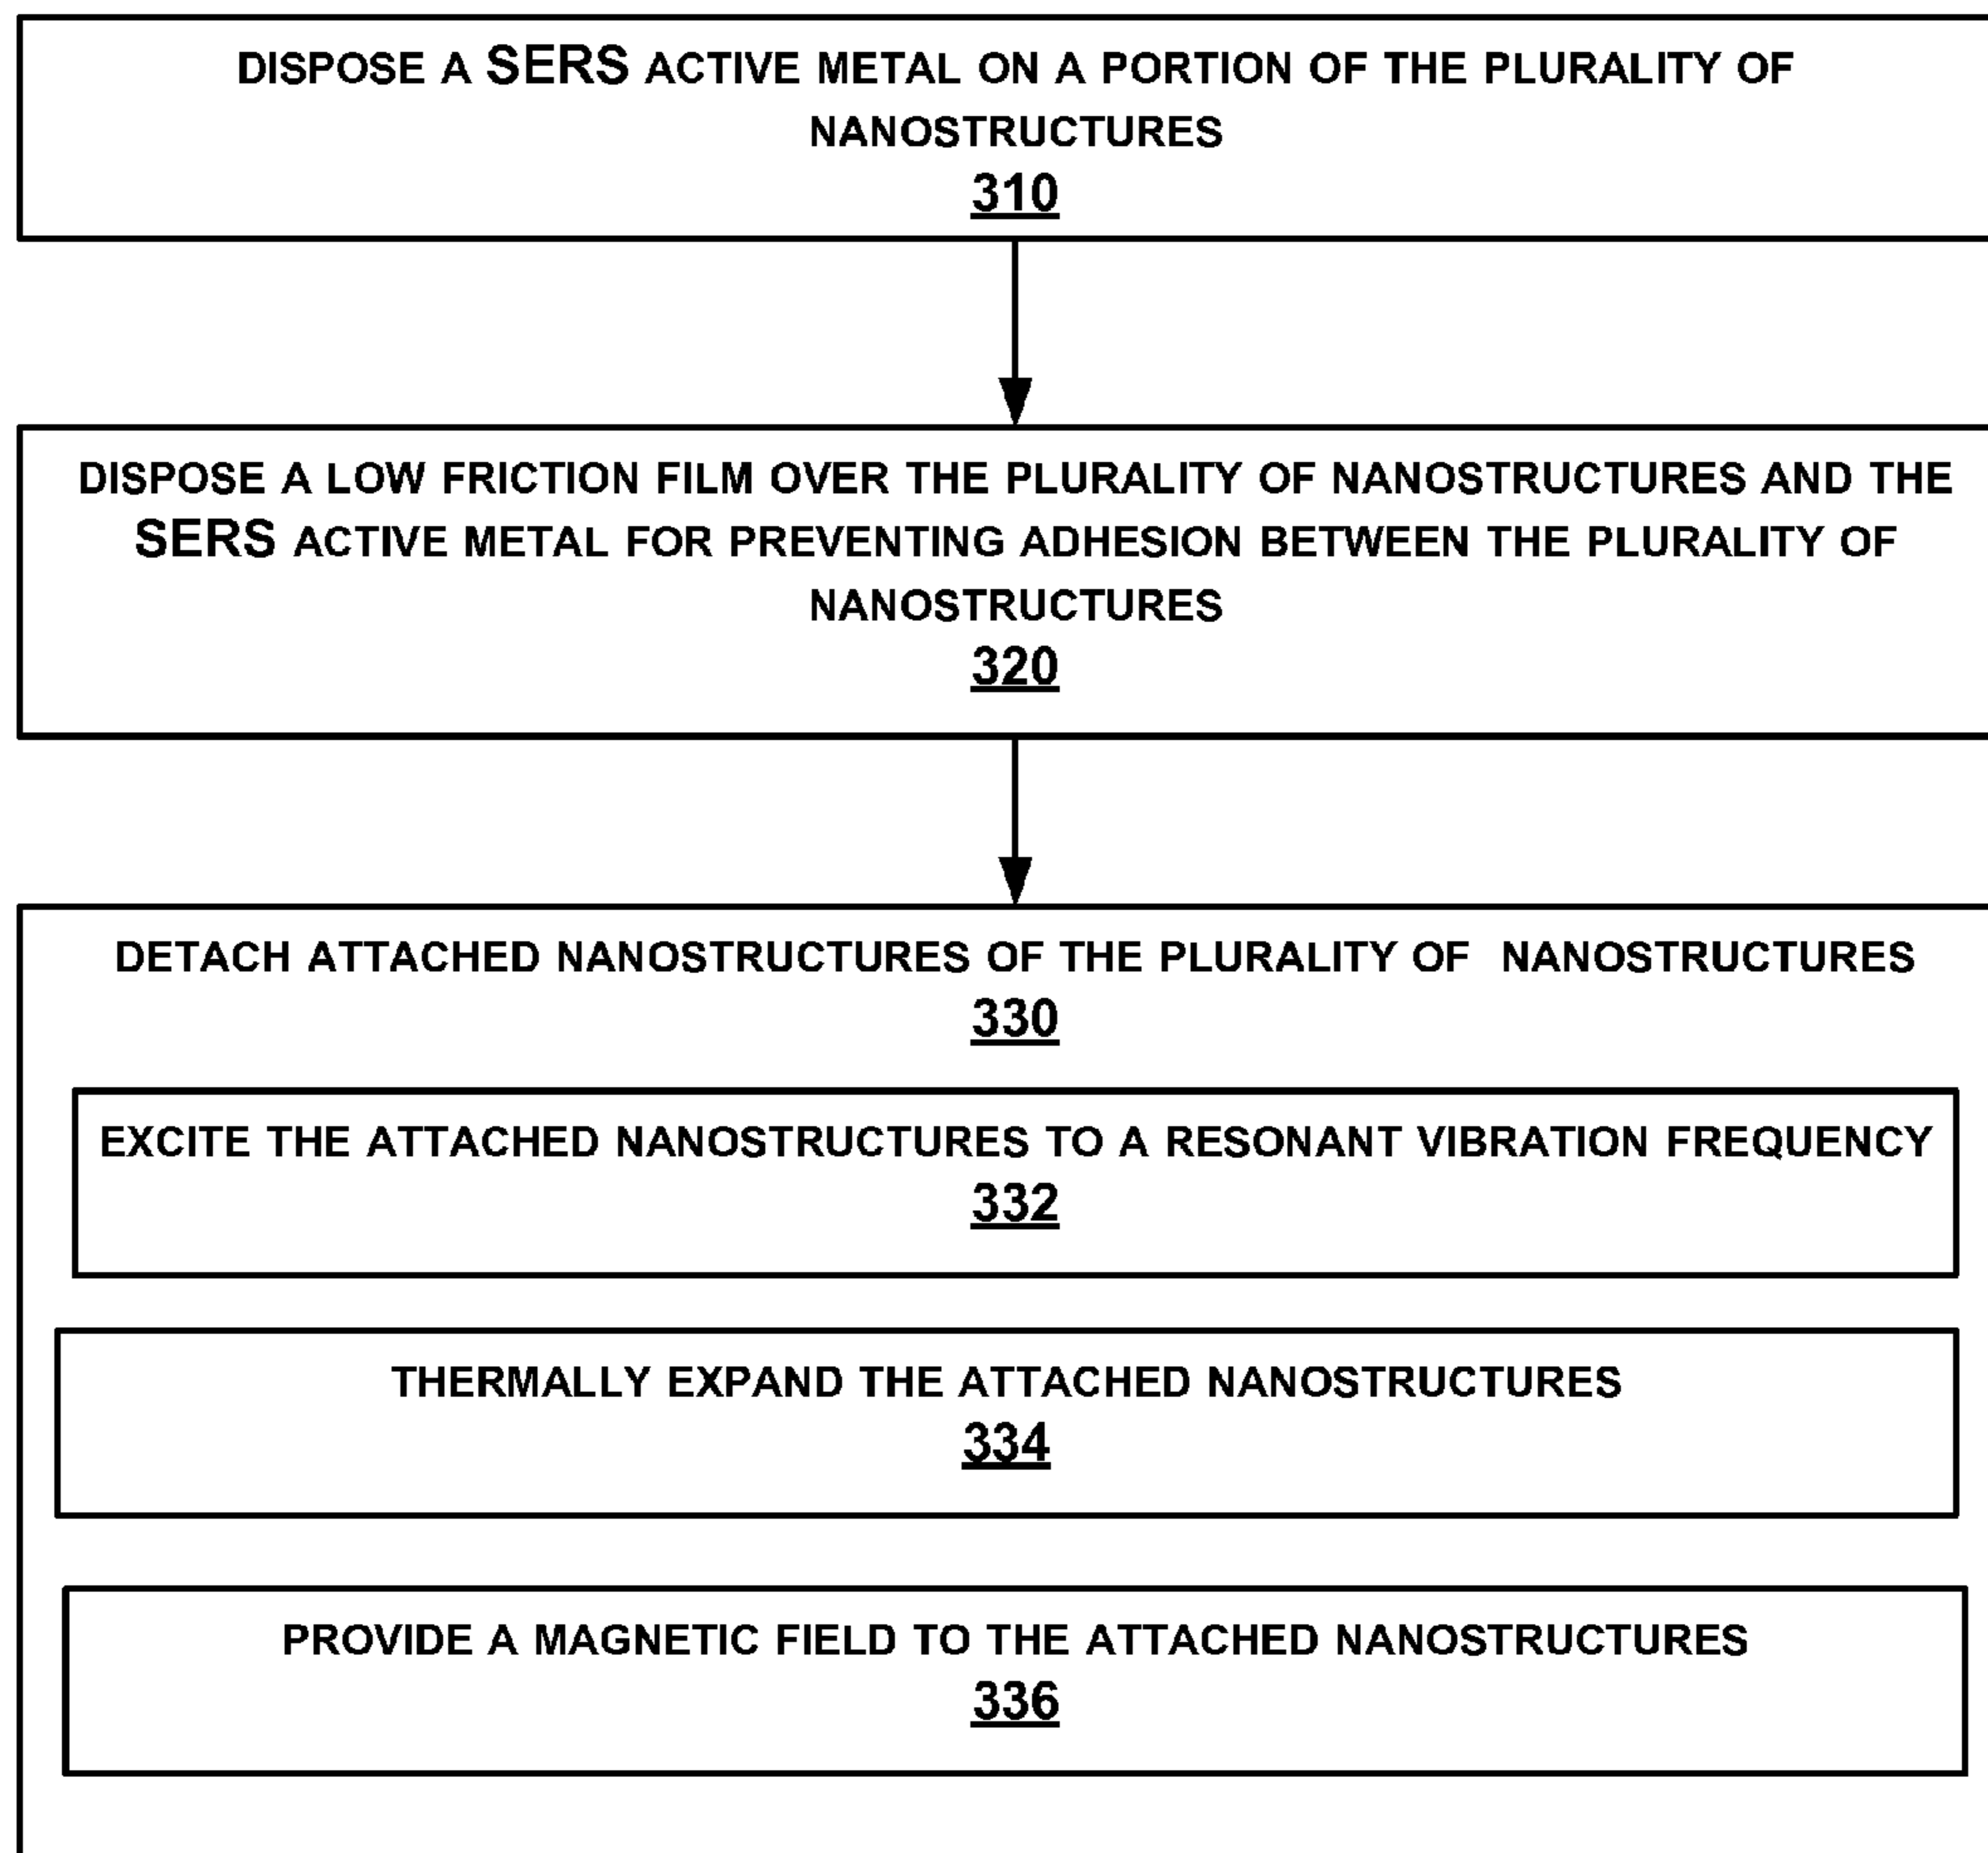 DISPOSE A SERS ACTIVE METAL ON A PORTION OF THE PLURALITY OF
NANOSTRUCTURES
310
DISPOSE A LOW FRICTION FILM OVER THE PLURALITY OF NANOSTRUCTURES AND THE
SERS ACTIVE METAL FOR PREVENTING ADHESION BETWEEN THE PLURALITY OF
NANOSTRUCTURES
320
DETACH ATTACHED NANOSTRUCTURES OF THE PLURALITY OF NANOSTRUCTURES
330
EXCITE THE ATTACHED NANOSTRUCTURES TO A RESONANT VIBRATION FREQUENCY
332
THERMALLY EXPAND THE ATTACHED NANOSTRUCTURES
334
PROVIDE A MAGNETIC FIELD TO THE ATTACHED NANOSTRUCTURES
336